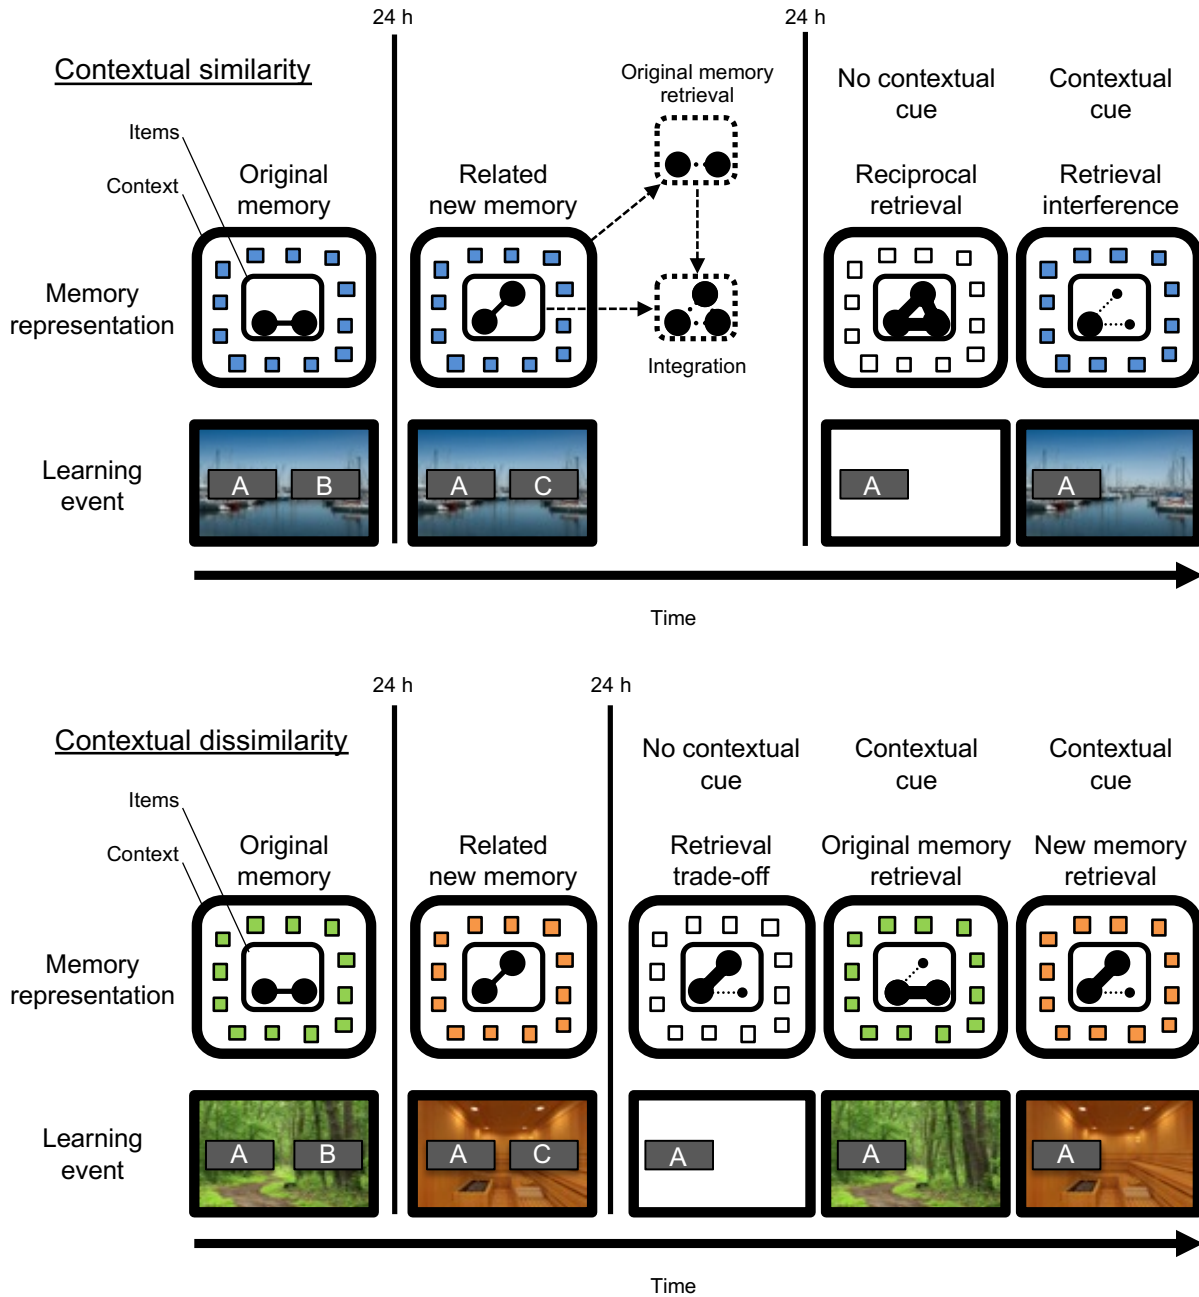 24 h
24 h
Contextual similarity
Original memory
retrieval
No contextual
cue
Contextual
cue
Items
Context
Original
memory
Related
new memory
Reciprocal
retrieval
Retrieval
interference
Memory
representation
Integration
Learning
event
A
B
A
C
A
A
Time
24 h
24 h
Contextual dissimilarity
No contextual
cue
Contextual
cue
Contextual
cue
Items
Context
Original
memory
Related
new memory
Retrieval
trade-off
Original memory
retrieval
New memory
retrieval
Memory
representation
Learning
event
A
B
A
C
A
A
A
Time